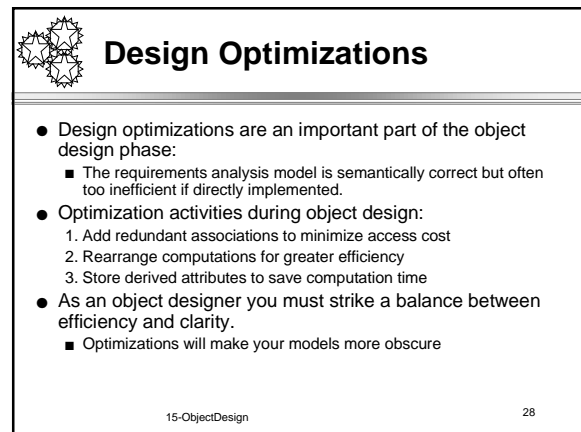 Design Optimizations
● Design optimizations are an important part of the object
design phase:
■ The requirements analysis model is semantically correct but often
too inefficient if directly implemented.
● Optimization activities during object design:
1. Add redundant associations to minimize access cost
2. Rearrange computations for greater efficiency
3. Store derived attributes to save computation time
● As an object designer you must strike a balance between
efficiency and clarity.
■ Optimizations will make your models more obscure
15-ObjectDesign
28